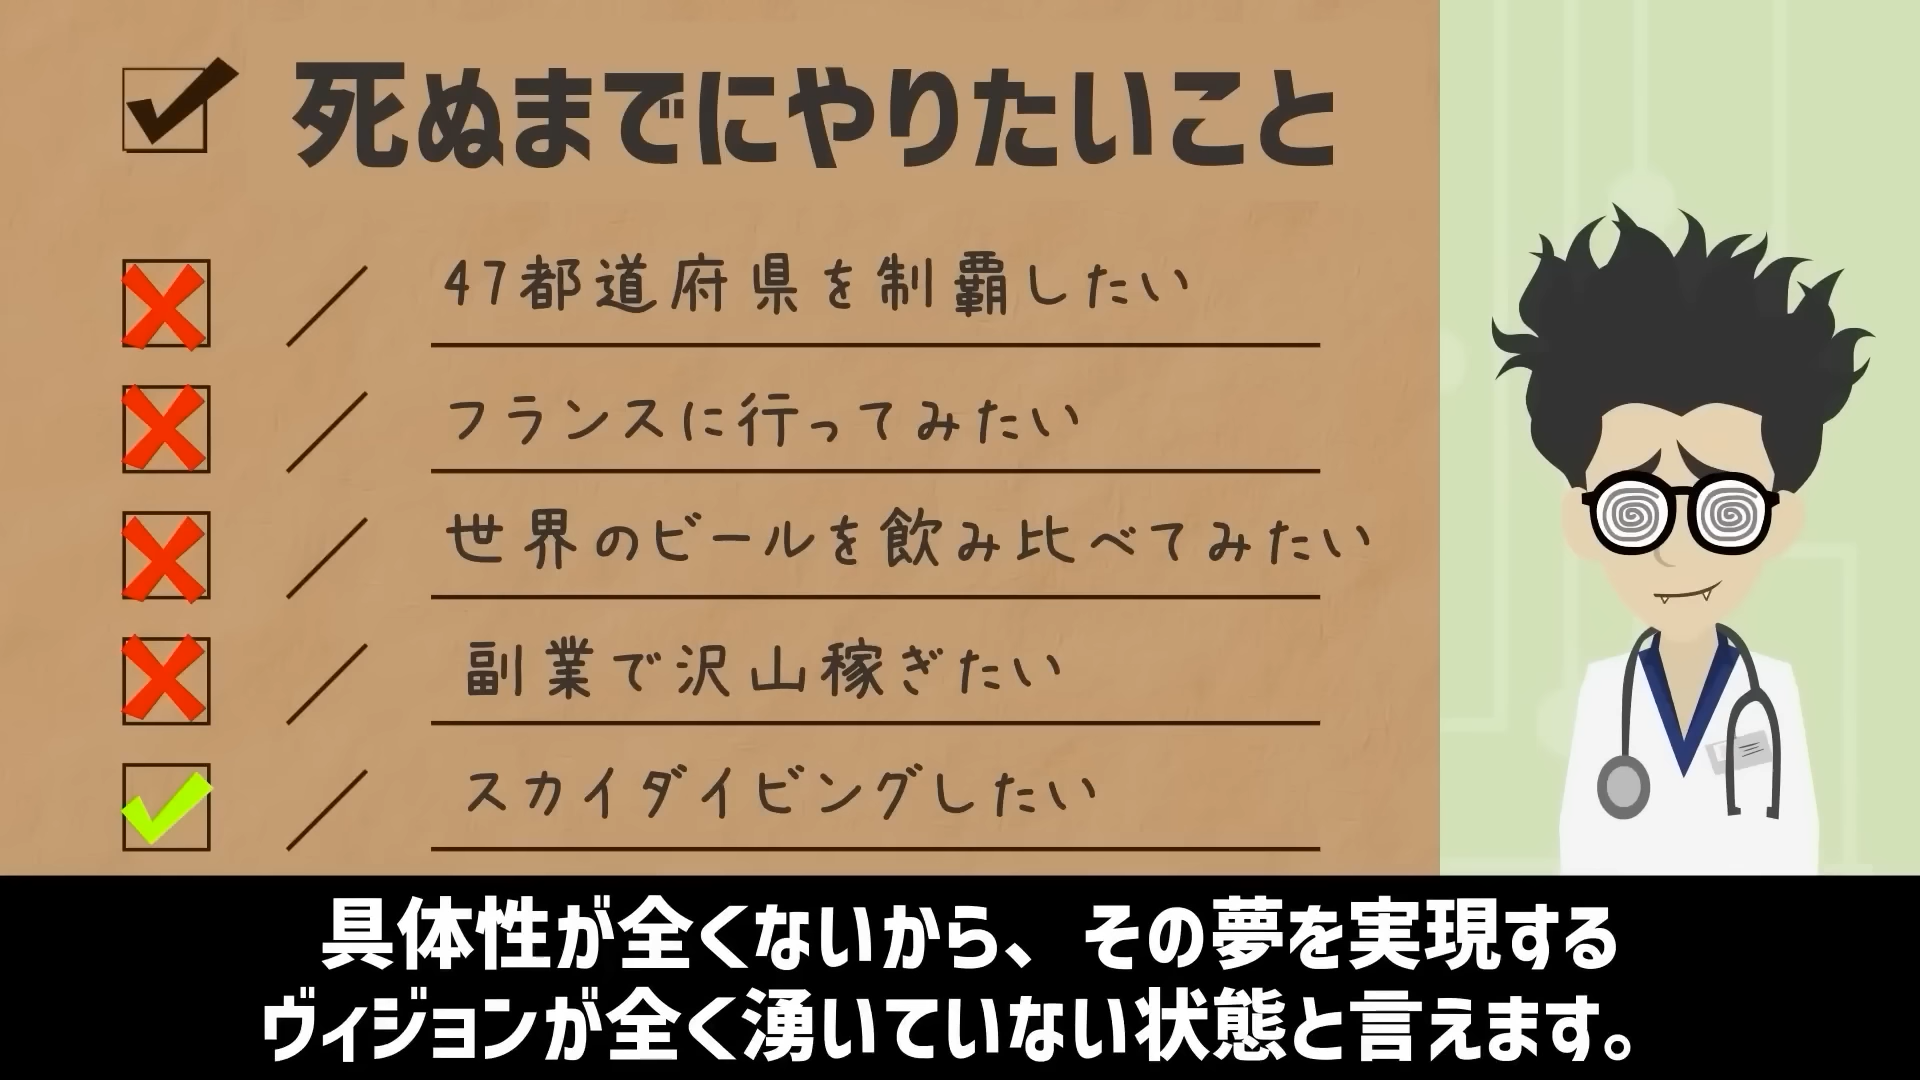 死ぬまでにやりたいこと
47都道府県を制覇したい
フランスに行ってみたい
世界のビールを飲み比べてみたい
副業で沢山稼ぎたい
スカイダイビングしたい
具体性が全くないから、その夢を実現する
ヴィジョンが全く湧いていない状態と言えます。